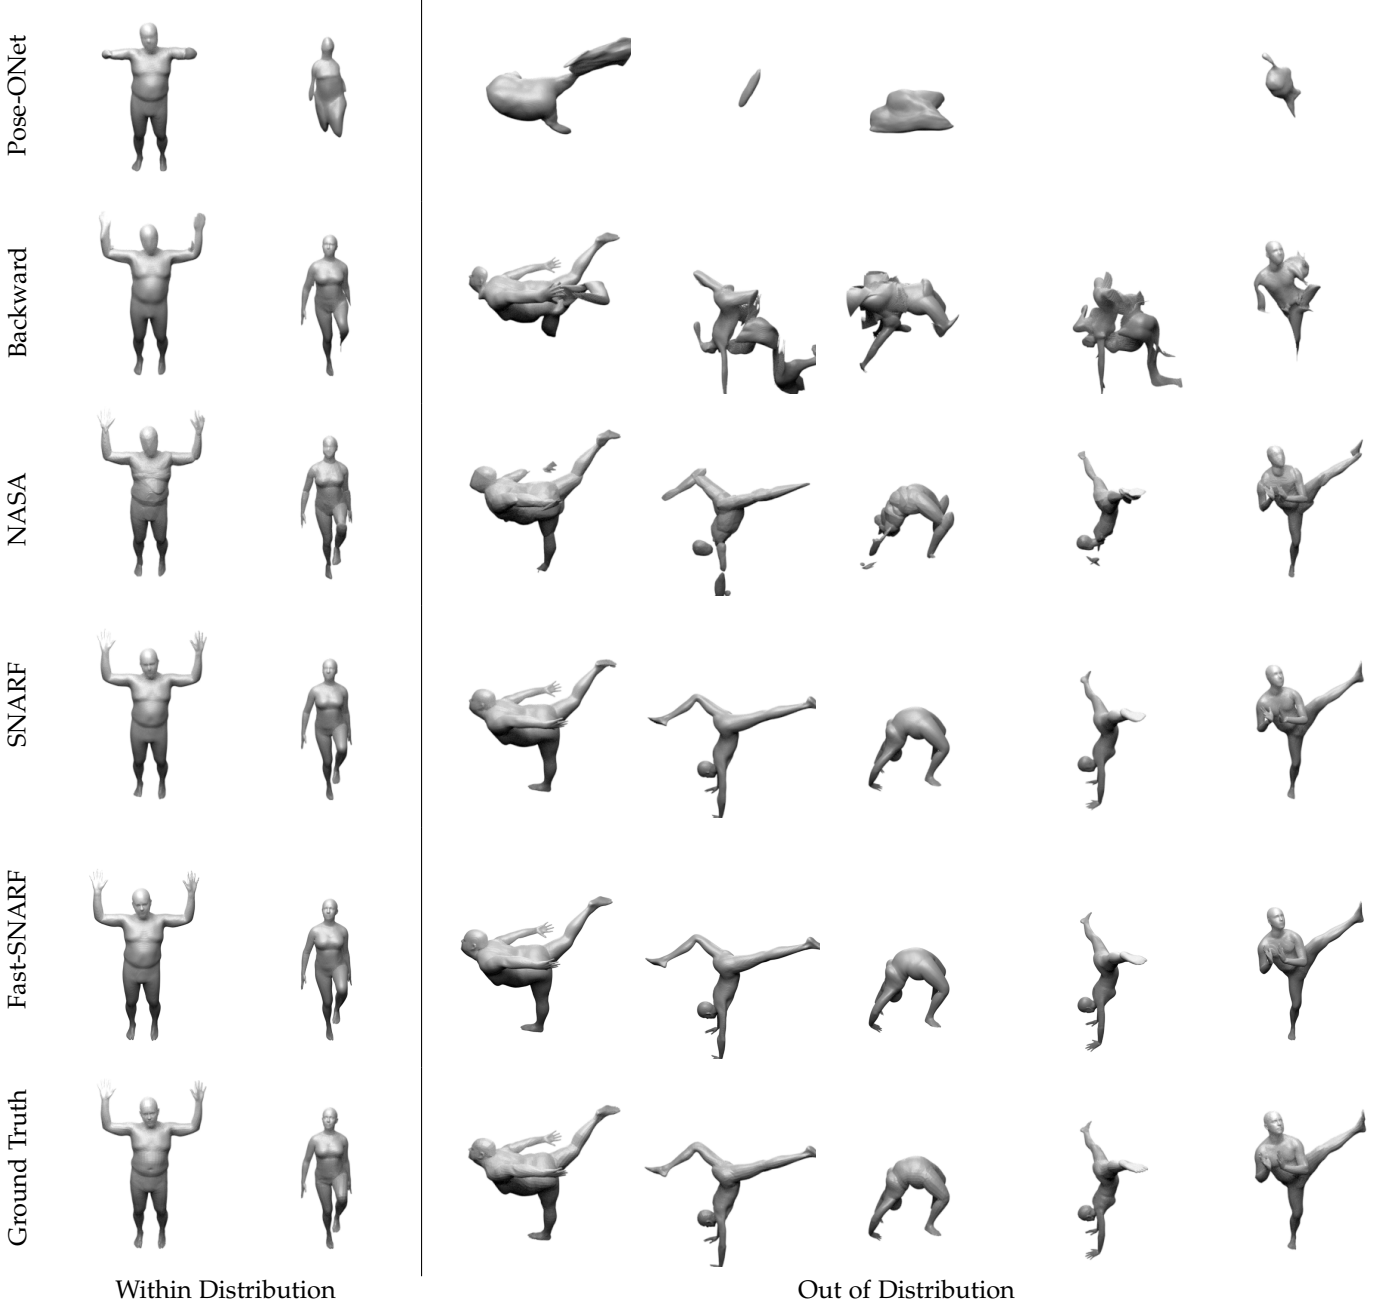 Pose-ONet
Backward
NASA
SNARF
Fast-SNARF
Ground Truth
Within Distribution
Out of Distribution